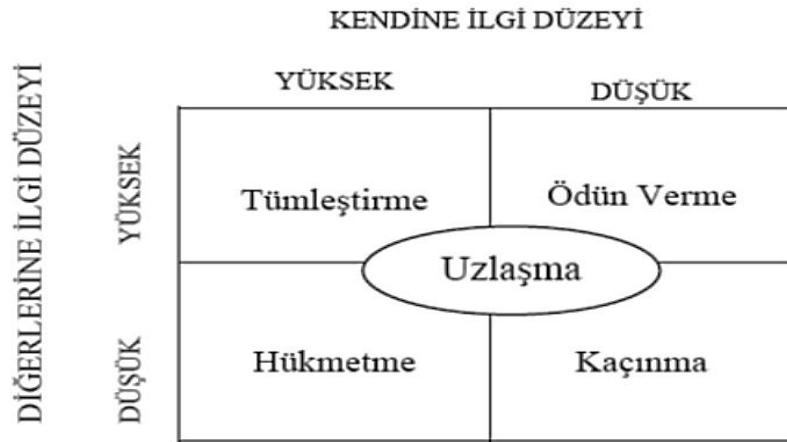 KENDİNE İLGİ DÜZEYİ
YÜKSEK
DÜŞÜK
DİĞERLERİNE İLGİ DÜZEYİ
YÜKSEK
Tümleştirme
Ödün Verme
Uzlaşma
DÜŞÜK
Hükmetme
Kaçınma